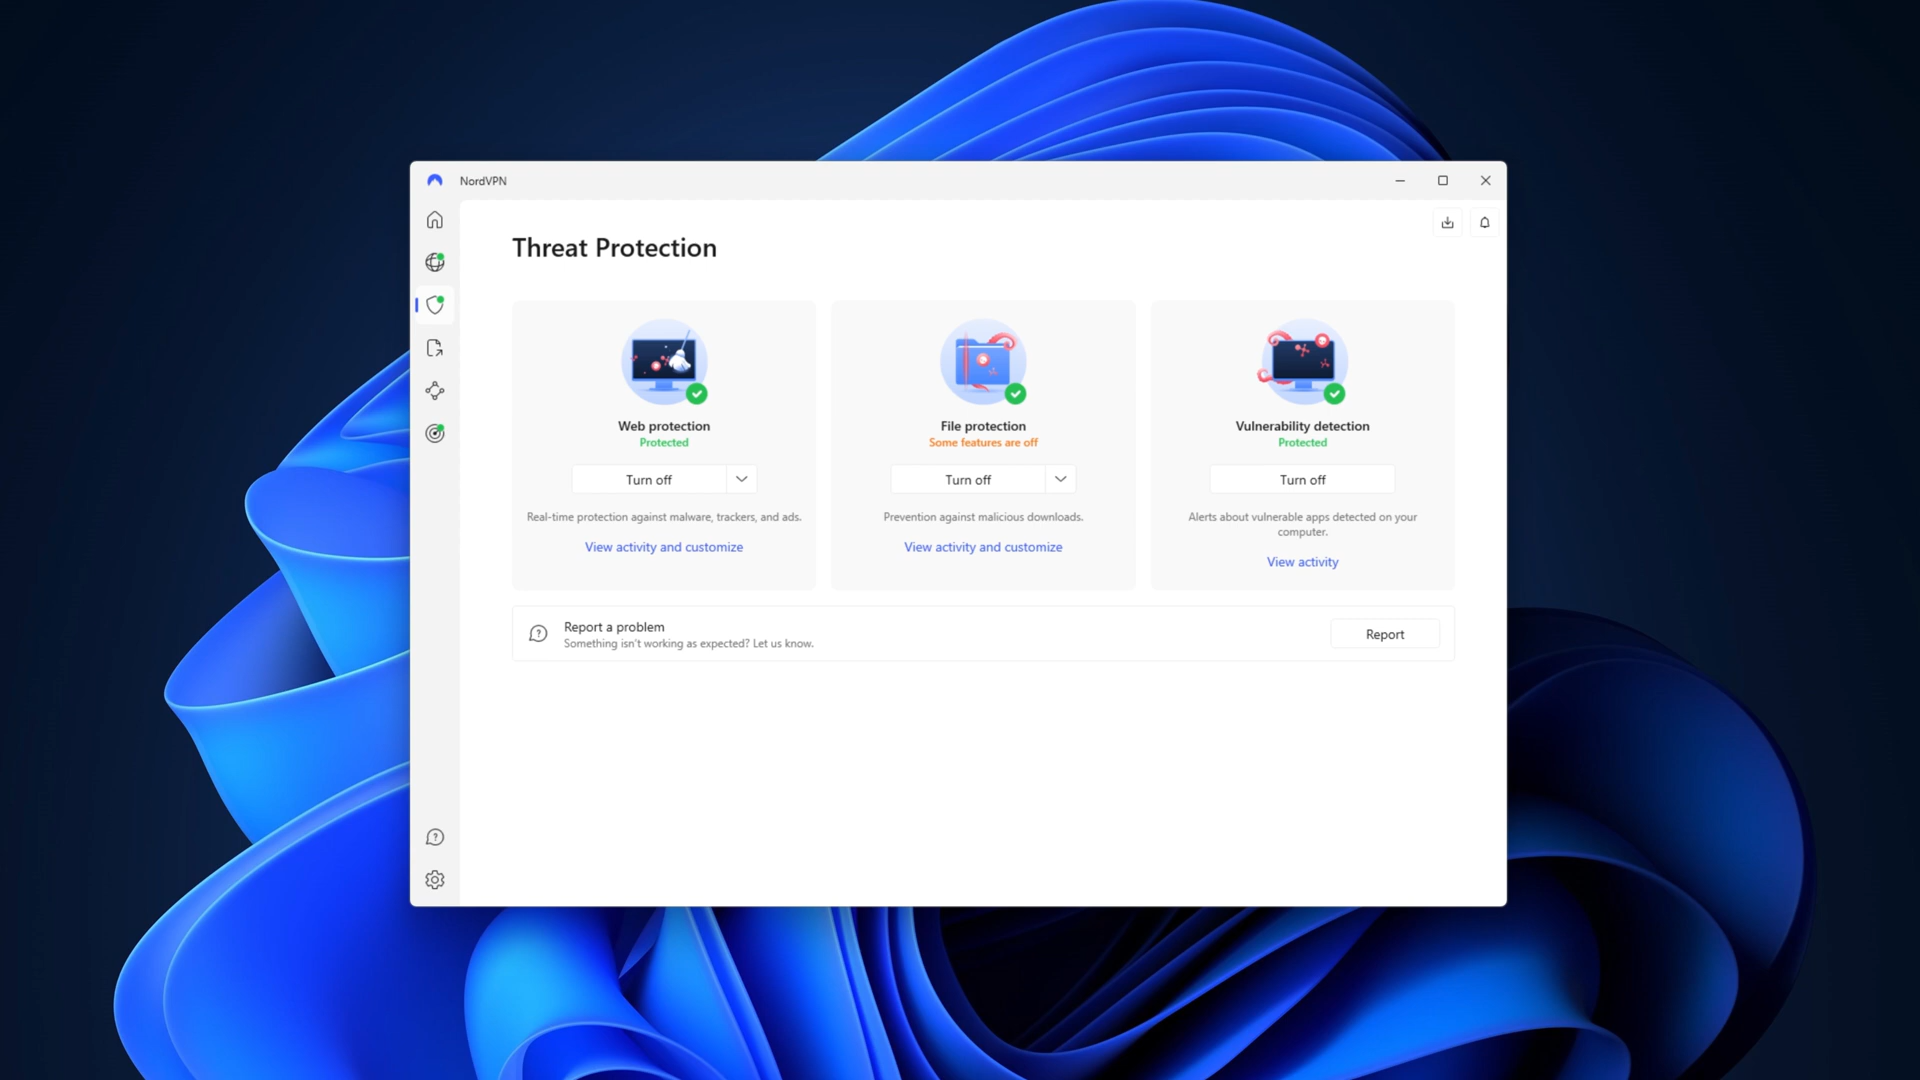 NordVPN
Threat Protection
Web protection
Protected
Turn off
Real-time protection against malware, trackers, and ads.
View activity and customize
File protection
Some features are off
Turn off
Prevention against malicious downloads.
View activity and customize
Vulnerability detection
Protected
Turn off
Alerts about vulnerable apps detected on your
computer.
View activity
Report a problem
Something isn't working as expected? Let us know.
Report